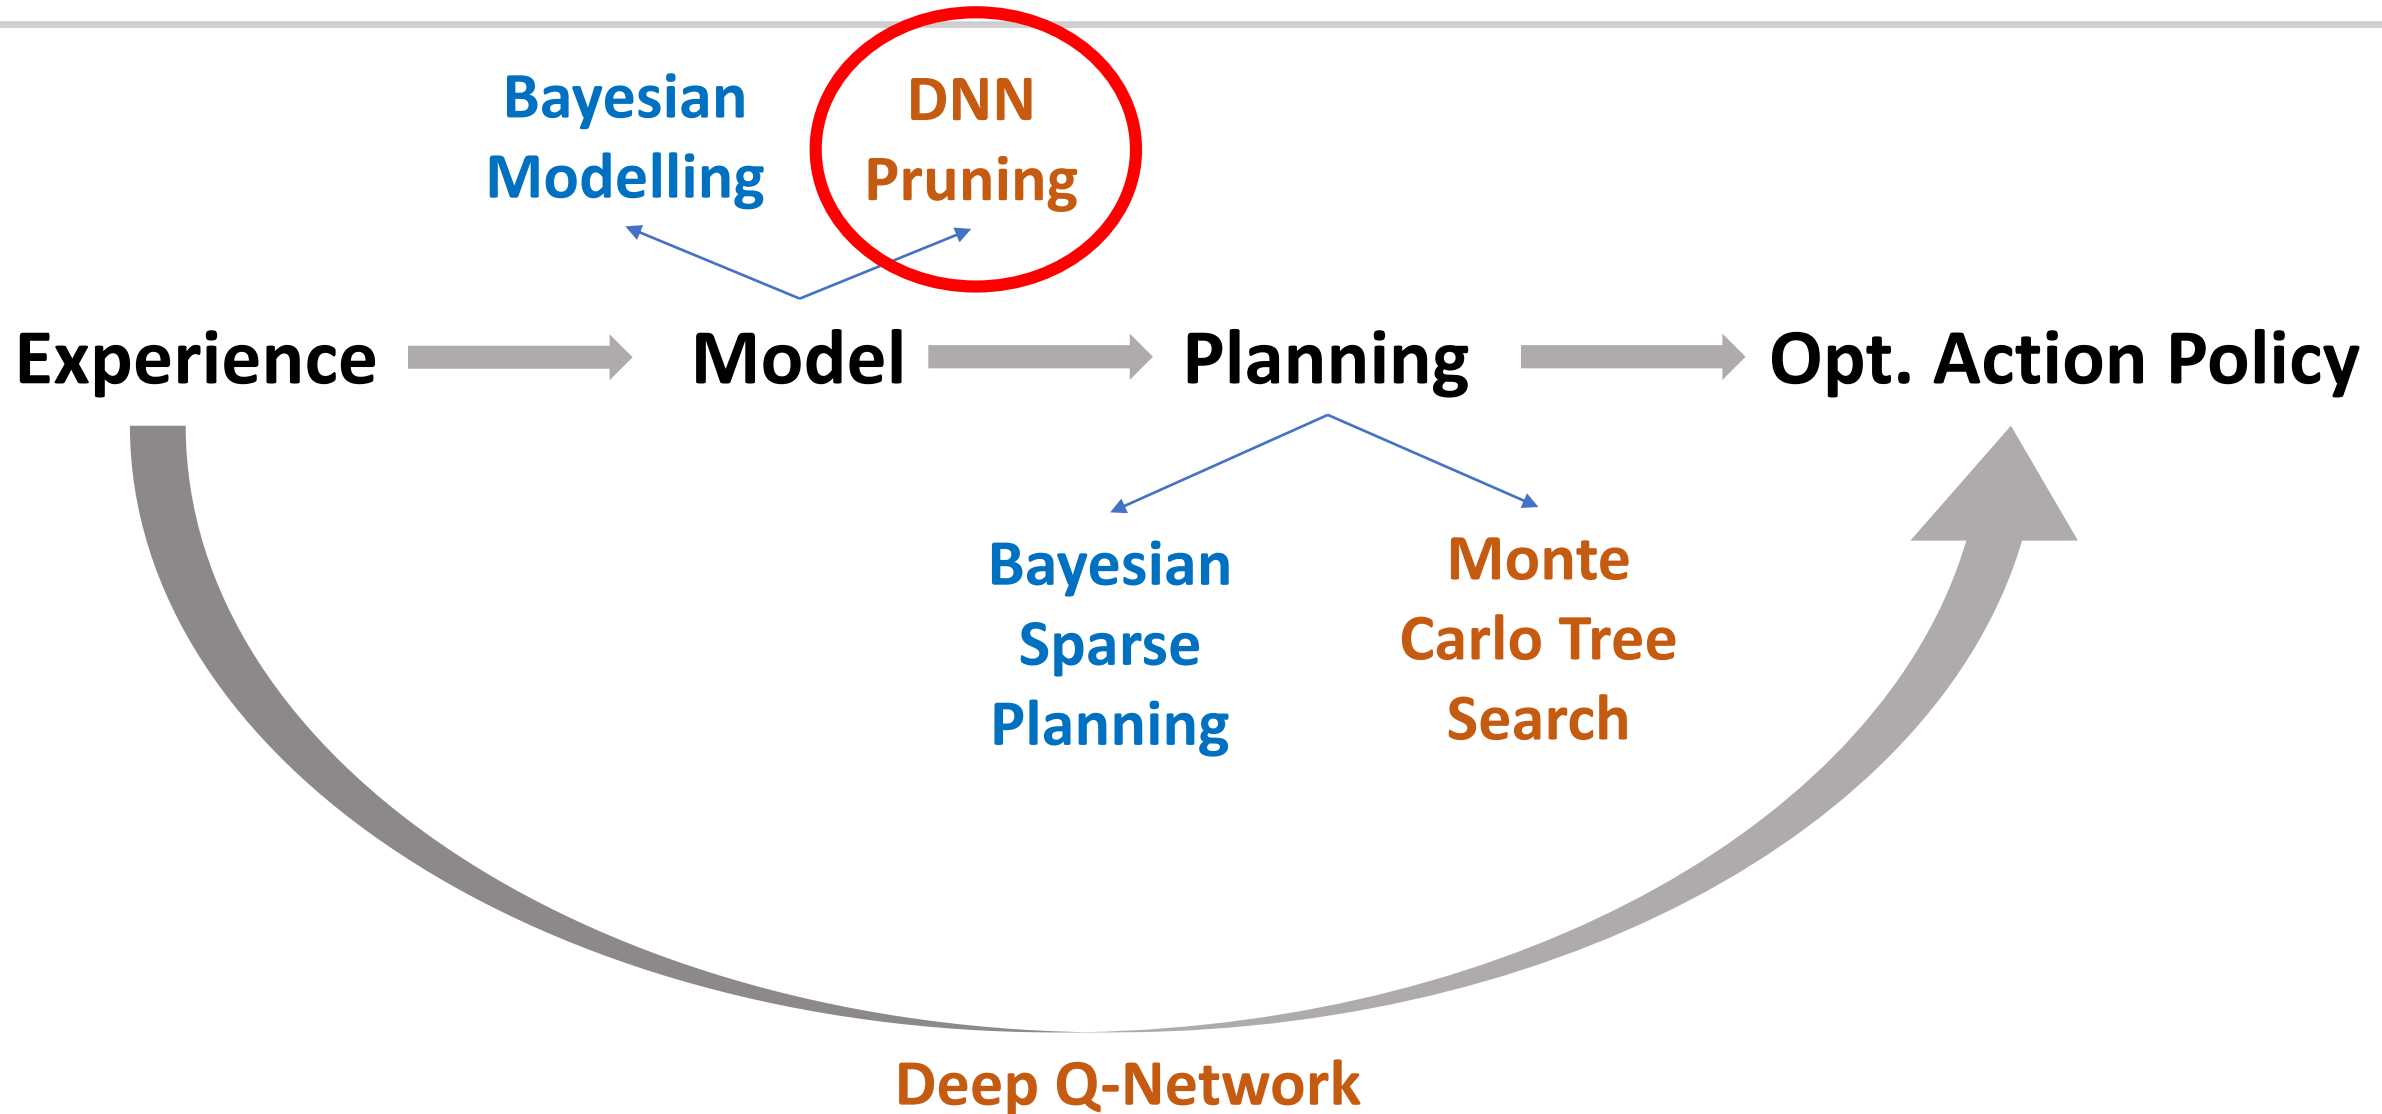 Bayesian
Modelling
DNN
Pruning
Experience
Model
Planning
Opt. Action Policy
Bayesian
Sparse
Planning
Monte
Carlo Tree
Search
Deep Q-Network